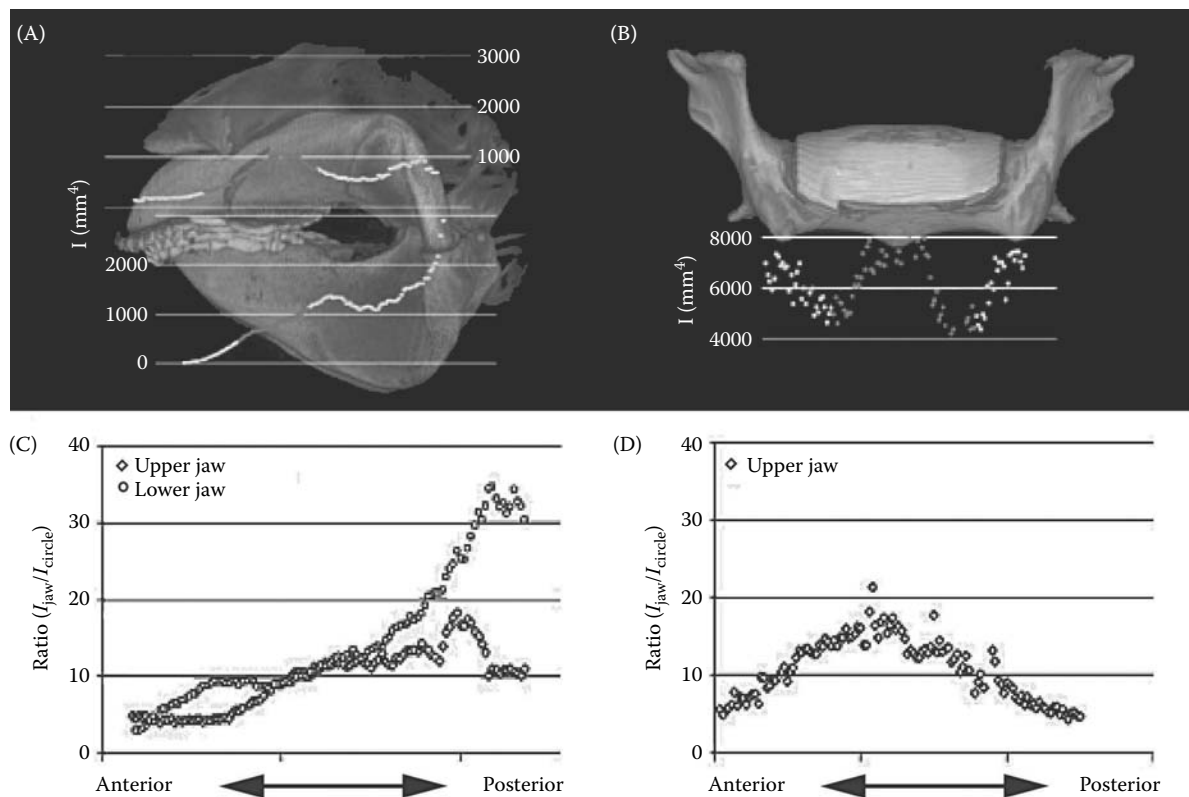 (A)
3000
2000
1000
I (mm⁴)
2000
1000
0
(B)
8000
I (mm⁴)
6000
4000
(C)
40
Upper jaw
Lower jaw
30
20
10
0
Ratio (I_jaw/I_circle)
Anterior
Posterior
(D)
40
Upper jaw
30
20
10
0
Ratio (I_jaw/I_circle)
Anterior
Posterior